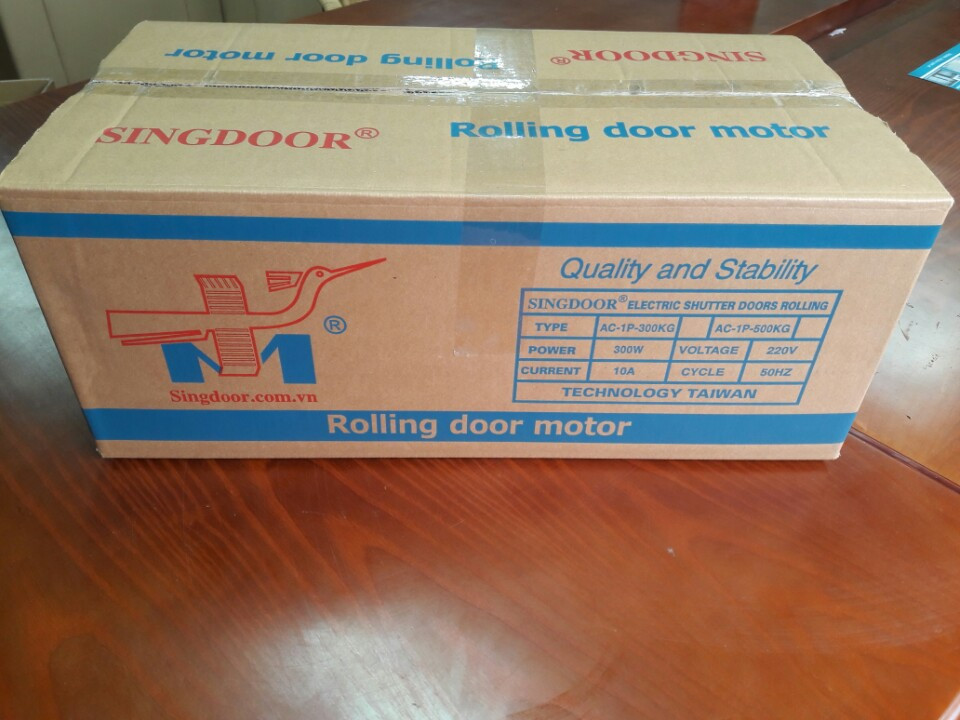 Rolling door motor SINGDOOR®
SINGDOOR® Rolling door motor
Quality and Stability
SINGDOOR® ELECTRIC SHUTTER DOORS ROLLING
TYPE AC-1P-300KG AC-1P-500KG
POWER 300W VOLTAGE 220V
CURRENT 10A CYCLE 50HZ
TECHNOLOGY TAIWAN
M ®
Singdoor.com.vn
Rolling door motor